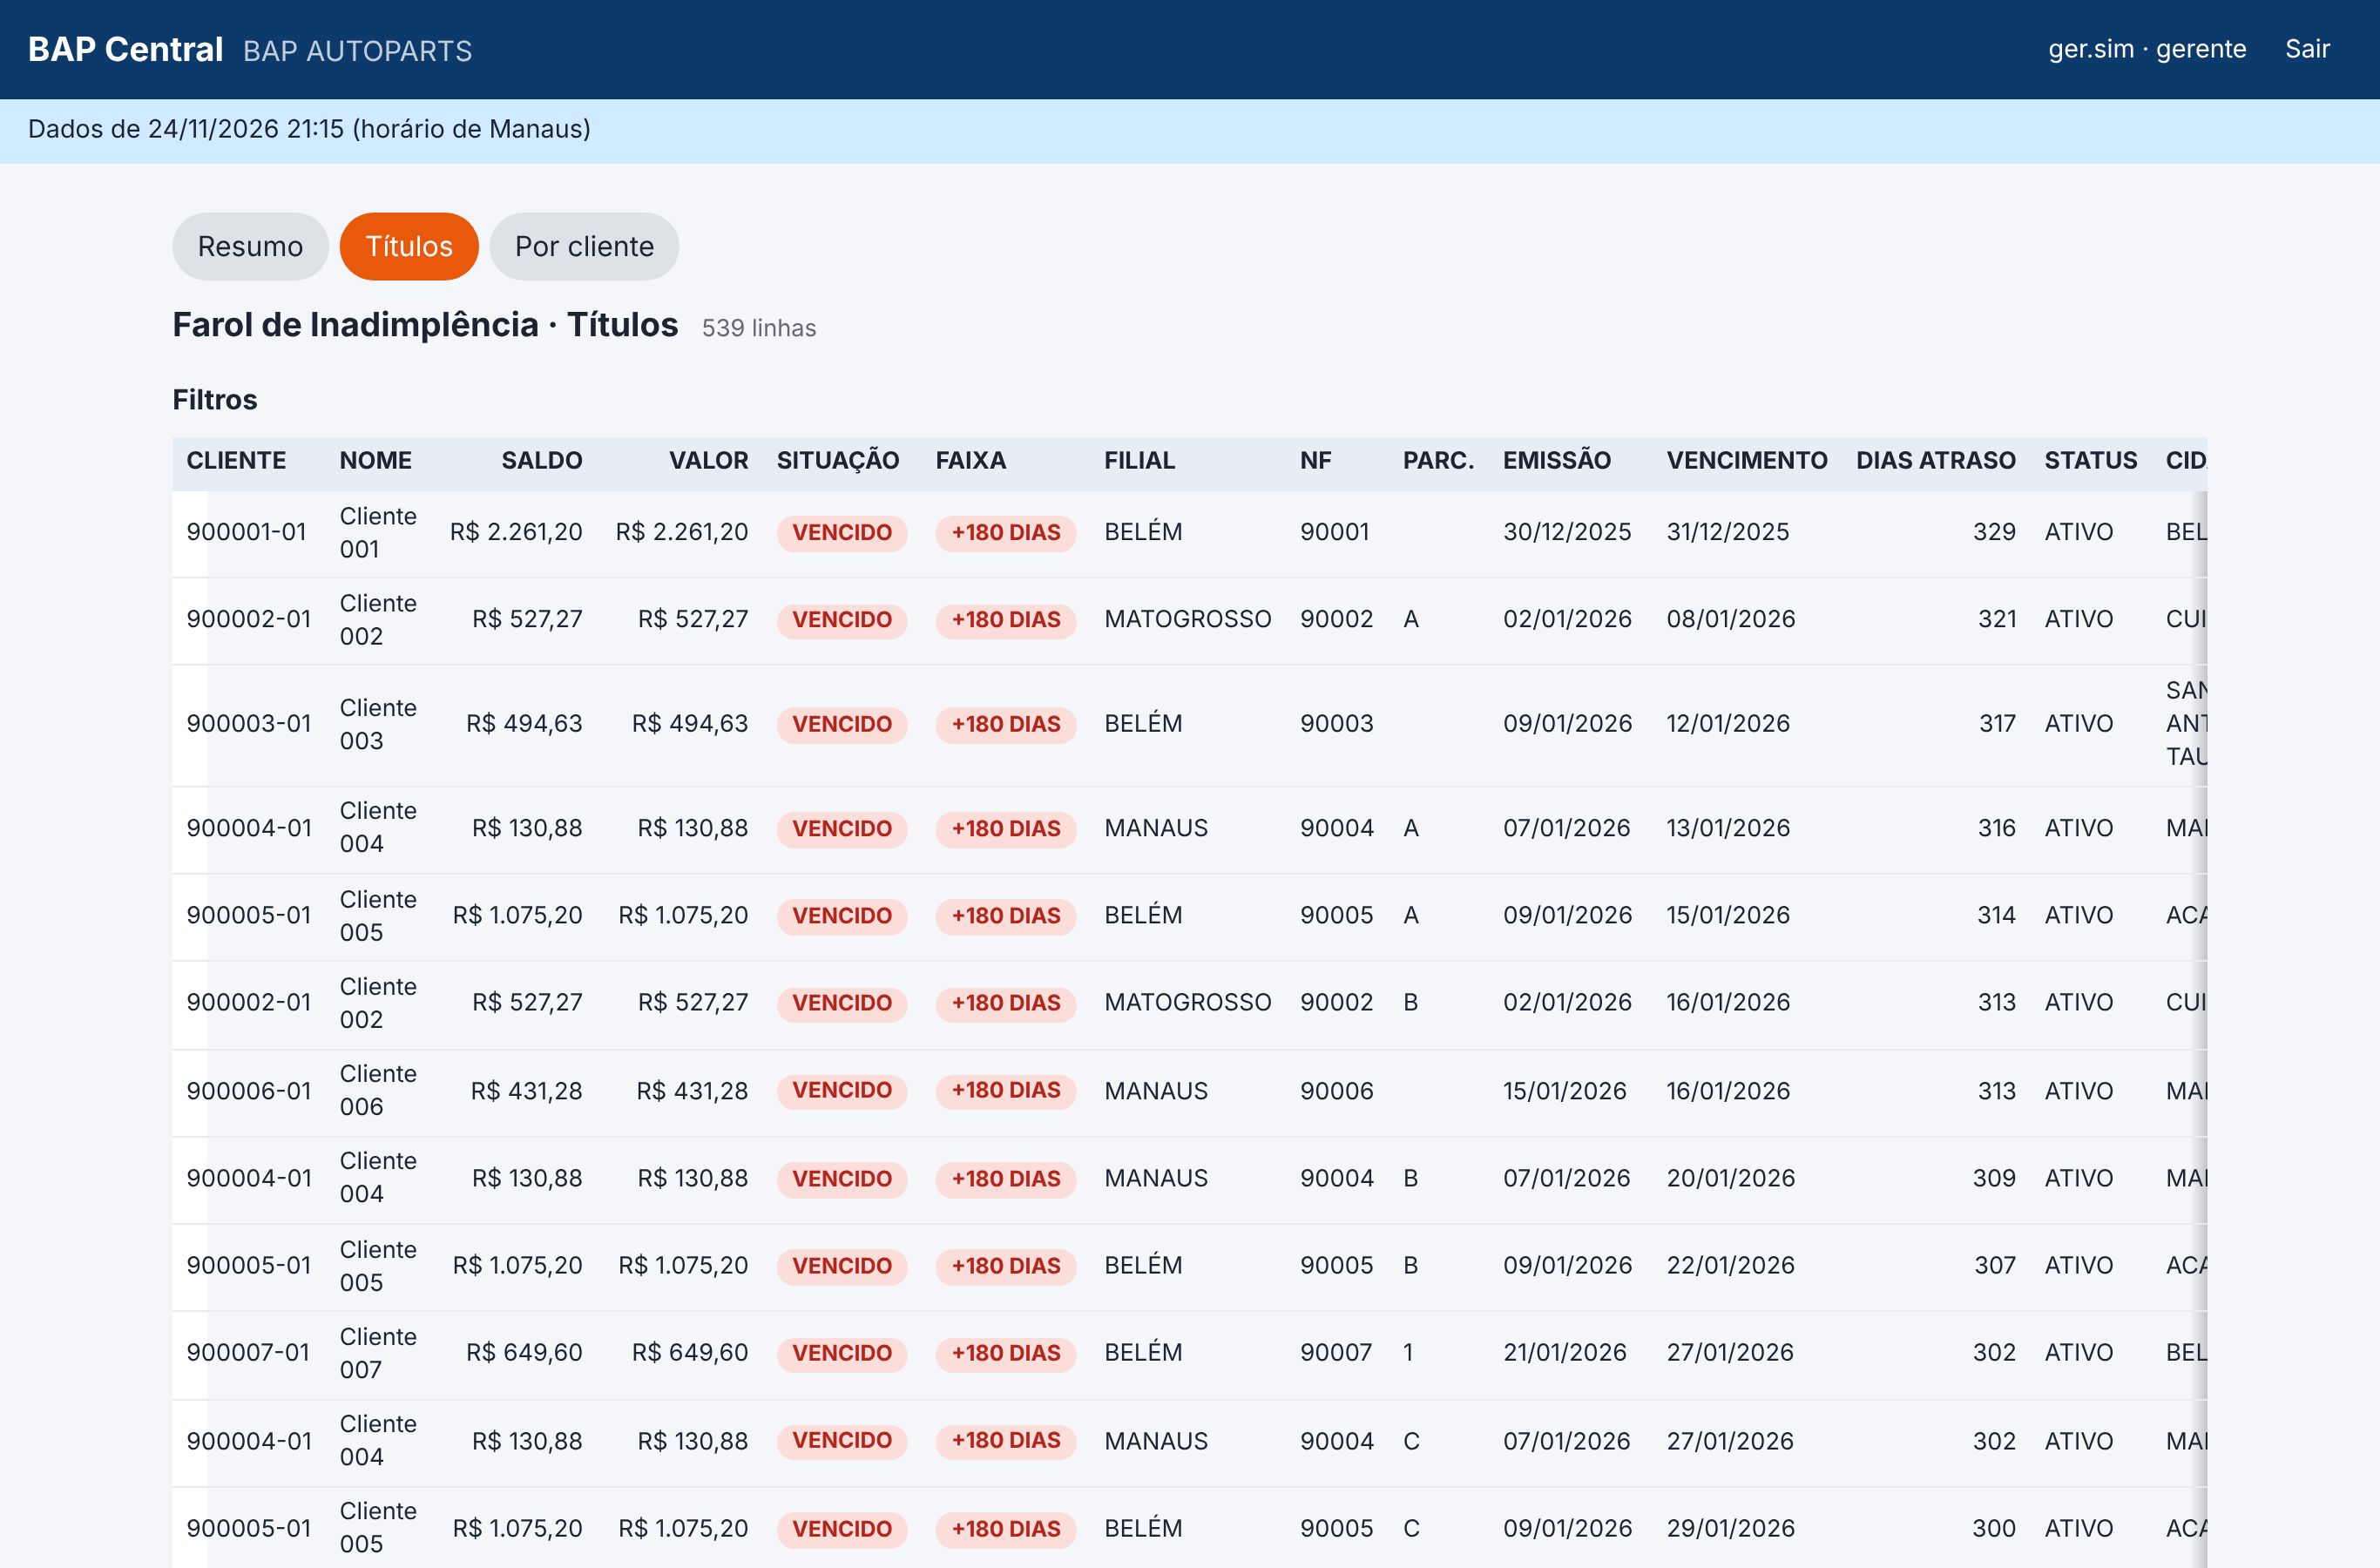 BAP Central BAP AUTOPARTS ger.sim · gerente Sair
Dados de 24/11/2026 21:15 (horário de Manaus)
Resumo Títulos Por cliente
Farol de Inadimplência · Títulos 539 linhas
Filtros
CLIENTE NOME SALDO VALOR SITUAÇÃO FAIXA FILIAL NF PARC. EMISSÃO VENCIMENTO DIAS ATRASO STATUS CID
900001-01 Cliente 001 R$ 2.261,20 R$ 2.261,20 VENCIDO +180 DIAS BELÉM 90001 30/12/2025 31/12/2025 329 ATIVO BEL
900002-01 Cliente 002 R$ 527,27 R$ 527,27 VENCIDO +180 DIAS MATOGROSSO 90002 A 02/01/2026 08/01/2026 321 ATIVO CUI
900003-01 Cliente 003 R$ 494,63 R$ 494,63 VENCIDO +180 DIAS BELÉM 90003 09/01/2026 12/01/2026 317 ATIVO SAN ANT TAU
900004-01 Cliente 004 R$ 130,88 R$ 130,88 VENCIDO +180 DIAS MANAUS 90004 A 07/01/2026 13/01/2026 316 ATIVO MAN
900005-01 Cliente 005 R$ 1.075,20 R$ 1.075,20 VENCIDO +180 DIAS BELÉM 90005 A 09/01/2026 15/01/2026 314 ATIVO ACA
900002-01 Cliente 002 R$ 527,27 R$ 527,27 VENCIDO +180 DIAS MATOGROSSO 90002 B 02/01/2026 16/01/2026 313 ATIVO CUI
900006-01 Cliente 006 R$ 431,28 R$ 431,28 VENCIDO +180 DIAS MANAUS 90006 15/01/2026 16/01/2026 313 ATIVO MAN
900004-01 Cliente 004 R$ 130,88 R$ 130,88 VENCIDO +180 DIAS MANAUS 90004 B 07/01/2026 20/01/2026 309 ATIVO MAN
900005-01 Cliente 005 R$ 1.075,20 R$ 1.075,20 VENCIDO +180 DIAS BELÉM 90005 B 09/01/2026 22/01/2026 307 ATIVO ACA
900007-01 Cliente 007 R$ 649,60 R$ 649,60 VENCIDO +180 DIAS BELÉM 90007 1 21/01/2026 27/01/2026 302 ATIVO BEL
900004-01 Cliente 004 R$ 130,88 R$ 130,88 VENCIDO +180 DIAS MANAUS 90004 C 07/01/2026 27/01/2026 302 ATIVO MAN
900005-01 Cliente 005 R$ 1.075,20 R$ 1.075,20 VENCIDO +180 DIAS BELÉM 90005 C 09/01/2026 29/01/2026 300 ATIVO ACA